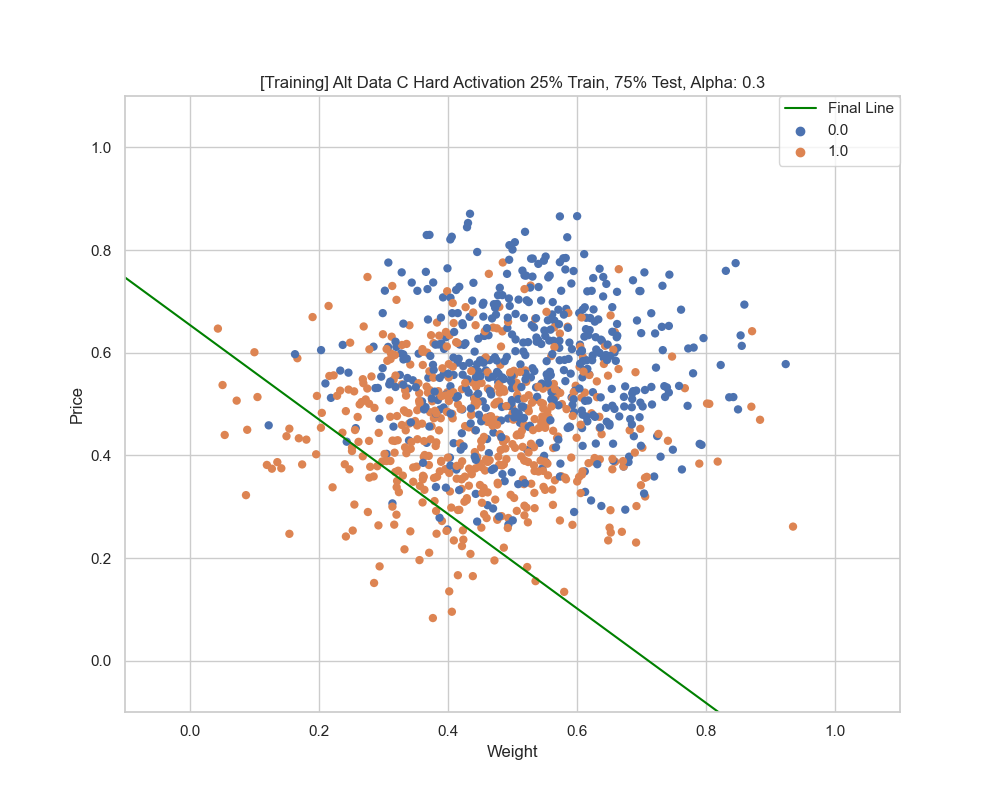 [Training] Alt Data C Hard Activation 25% Train, 75% Test, Alpha: 0.3
Final Line
0.0
1.0
1.0
0.8
0.6
0.4
0.2
0.0
Price
0.0 0.2 0.4 0.6 0.8 1.0
Weight